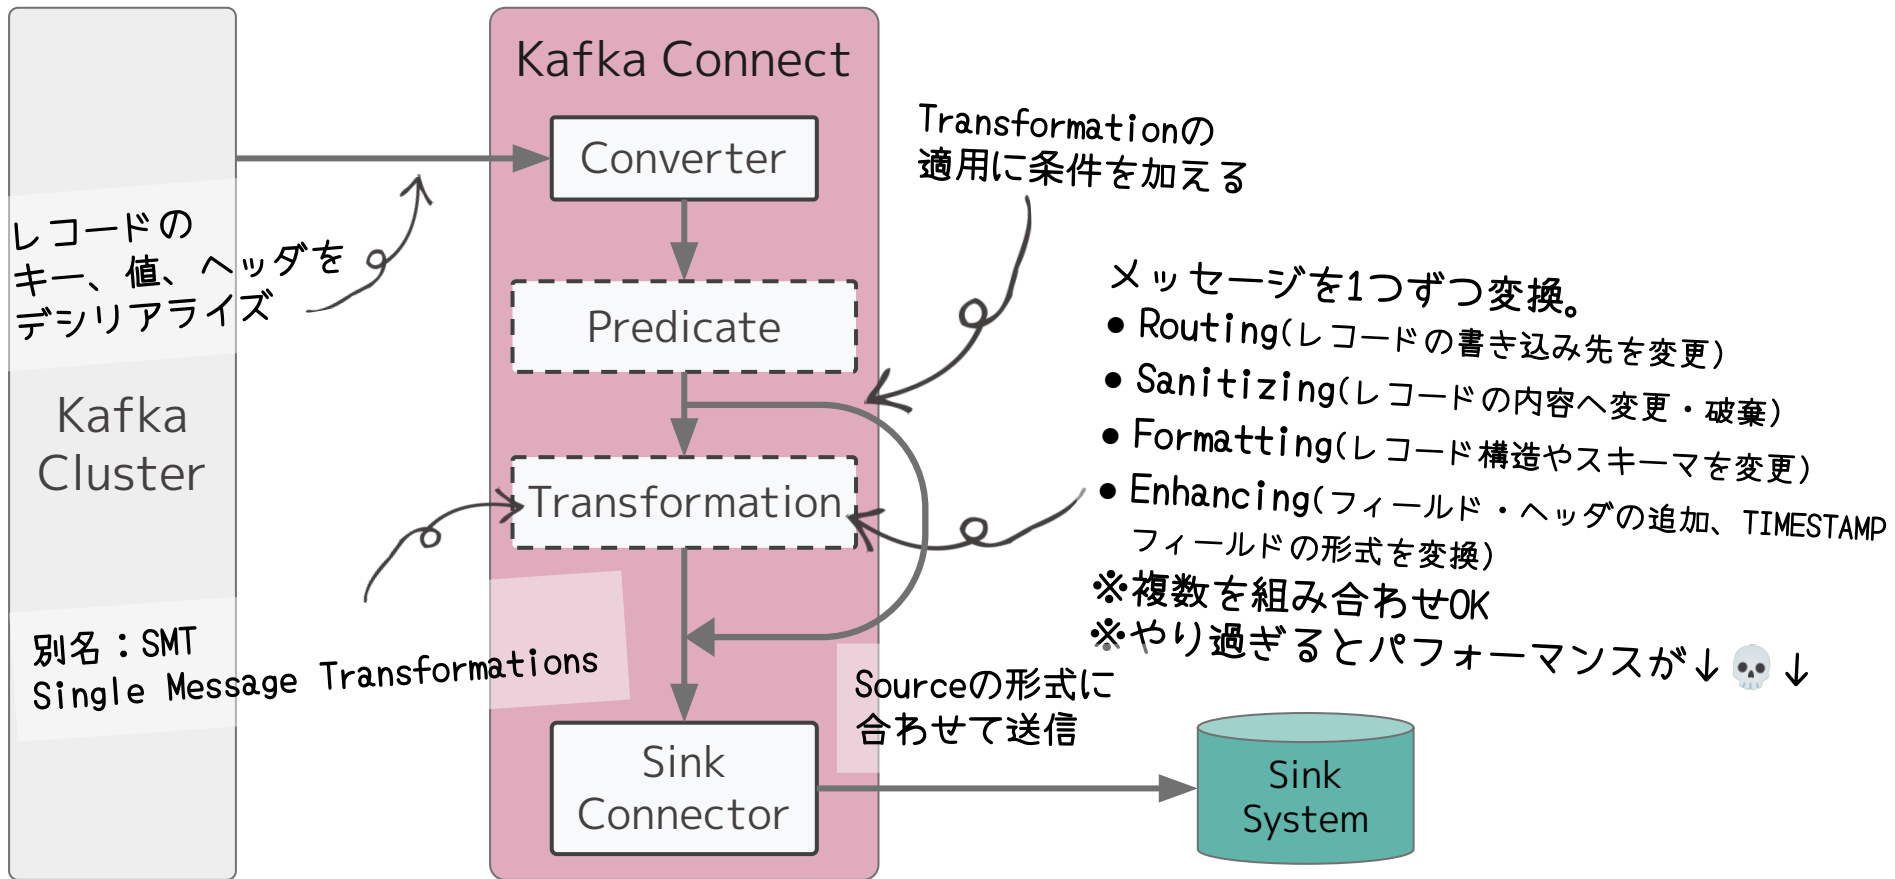 Kafka Connect
Converter
Transformationの
適用に条件を加える
レコードの
キー、値、ヘッダを
デシリアライズ
Predicate
メッセージを1つずつ変換。
● Routing(レコードの書き込み先を変更)
● Sanitizing(レコードの内容へ変更・破棄)
● Formatting(レコード構造やスキーマを変更)
● Enhancing(フィールド・ヘッダの追加、TIMESTAMP
フィールドの形式を変換)
※複数を組み合わせOK
※やり過ぎるとパフォーマンスが↓💀↓
Kafka
Cluster
Transformation
別名：SMT
Single Message Transformations
Sourceの形式に
合わせて送信
Sink
Connector
Sink
System